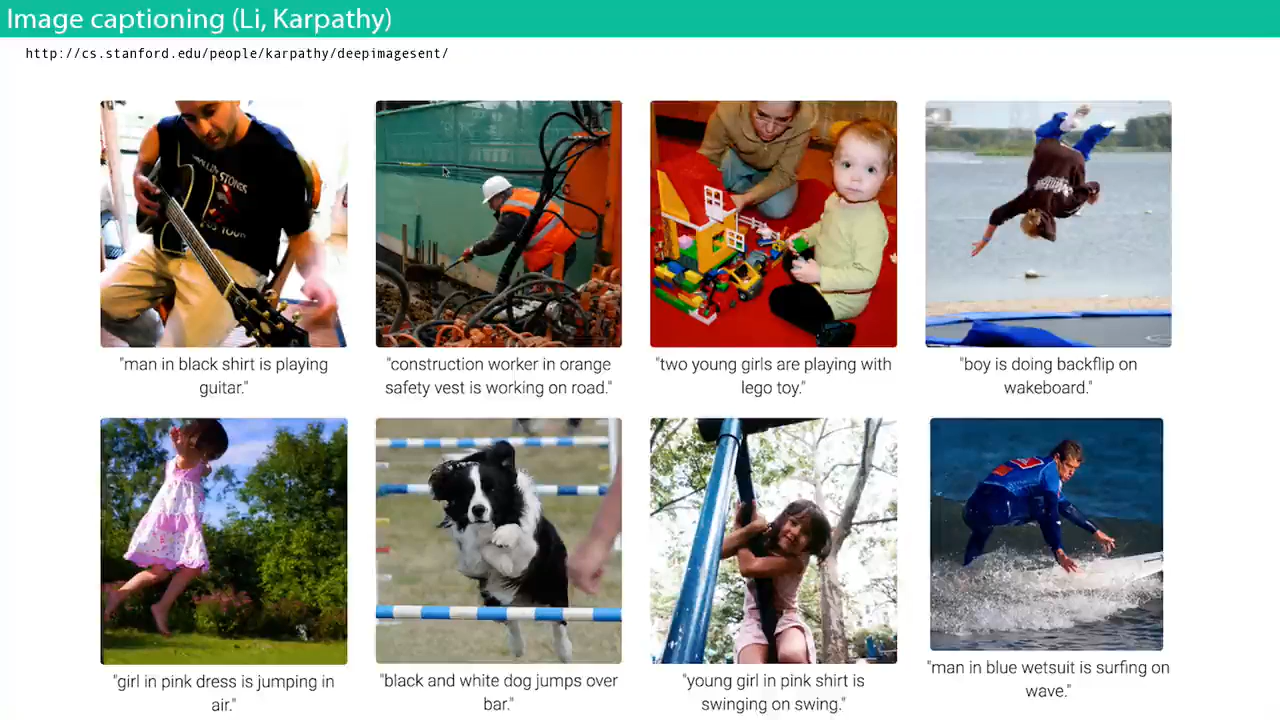 Image captioning (Li, Karpathy)
http://cs.stanford.edu/people/karpathy/deepimagesent/
"man in black shirt is playing
guitar."
"construction worker in orange
safety vest is working on road."
"two young girls are playing with
lego toy."
"boy is doing backflip on
wakeboard."
"girl in pink dress is jumping in
air."
"black and white dog jumps over
bar."
"young girl in pink shirt is
swinging on swing."
"man in blue wetsuit is surfing on
wave."